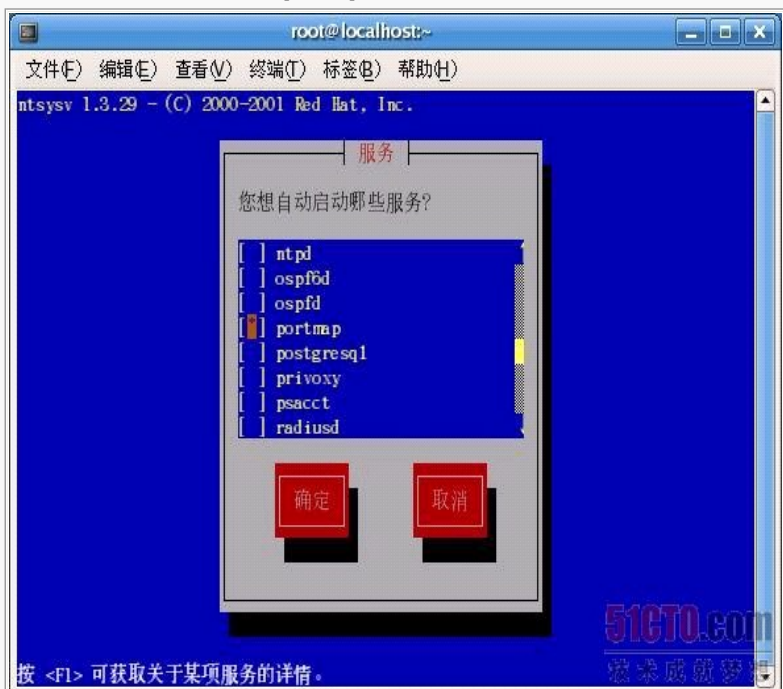 root@localhost:~
文件(F) 编辑(E) 查看(V) 终端(T) 标签(B) 帮助(H)
ntsysv 1.3.29 - (C) 2000-2001 Red Hat, Inc.
服务
您想自动启动哪些服务?
[ ] ntpd
[ ] ospf6d
[ ] ospfd
[*] portmap
[ ] postgresql
[ ] privoxy
[ ] psacct
[ ] radiusd
确定 取消
51CTO.com
技术成就梦想
按 <F1> 可获取关于某项服务的详情。